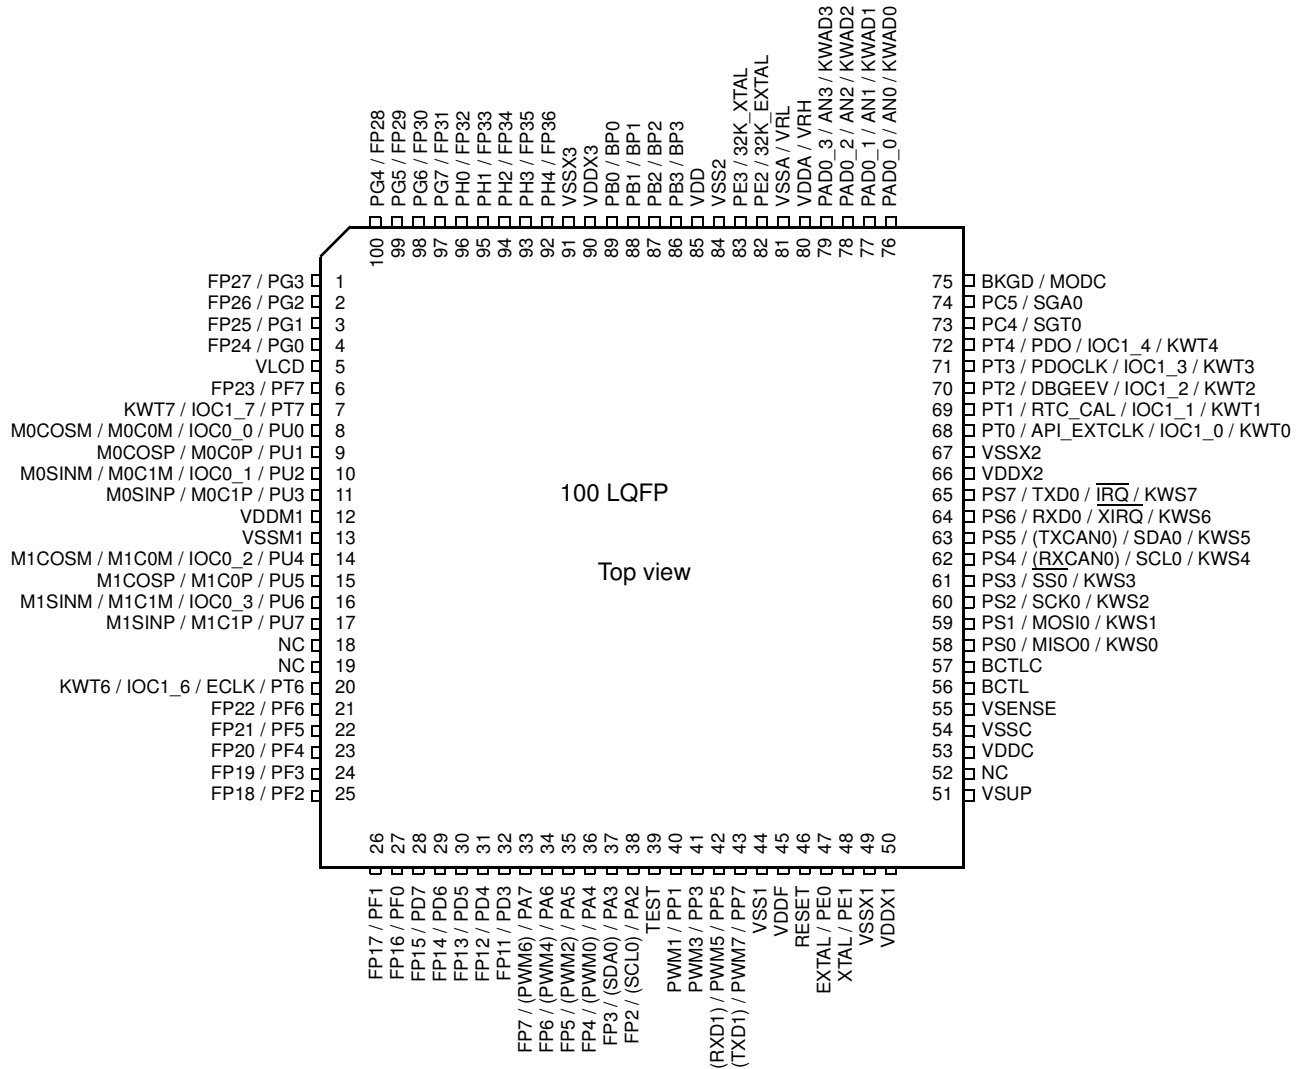 PG4 / FP28
PG5 / FP29
PG6 / FP30
PG7 / FP31
PH0 / FP32
PH1 / FP33
PH2 / FP34
PH3 / FP35
PH4 / FP36
VSSX3
VDDX3
PB0 / BP0
PB1 / BP1
PB2 / BP2
PB3 / BP3
VDD
VSS2
PE3 / 32K_XTAL
PE2 / 32K_EXTAL
VSSA / VRL
VDDA / VRH
PAD0_3 / AN3 / KWAD3
PAD0_2 / AN2 / KWAD2
PAD0_1 / AN1 / KWAD1
PAD0_0 / AN0 / KWAD0
100
99
98
97
96
95
94
93
92
91
90
89
88
87
86
85
84
83
82
81
80
79
78
77
76
FP27 / PG3 1
FP26 / PG2 2
FP25 / PG1 3
FP24 / PG0 4
VLCD 5
FP23 / PF7 6
KWT7 / IOC1_7 / PT7 7
M0COSM / M0C0M / IOC0_0 / PU0 8
M0COSP / M0C0P / PU1 9
M0SINM / M0C1M / IOC0_1 / PU2 10
M0SINP / M0C1P / PU3 11
VDDM1 12
VSSM1 13
M1COSM / M1C0M / IOC0_2 / PU4 14
M1COSP / M1C0P / PU5 15
M1SINM / M1C1M / IOC0_3 / PU6 16
M1SINP / M1C1P / PU7 17
NC 18
NC 19
KWT6 / IOC1_6 / ECLK / PT6 20
FP22 / PF6 21
FP21 / PF5 22
FP20 / PF4 23
FP19 / PF3 24
FP18 / PF2 25
100 LQFP
Top view
75 BKGD / MODC
74 PC5 / SGA0
73 PC4 / SGT0
72 PT4 / PDO / IOC1_4 / KWT4
71 PT3 / PDOCLK / IOC1_3 / KWT3
70 PT2 / DBGEEV / IOC1_2 / KWT2
69 PT1 / RTC_CAL / IOC1_1 / KWT1
68 PT0 / API_EXTCLK / IOC1_0 / KWT0
67 VSSX2
66 VDDX2
65 PS7 / TXD0 / IRQ / KWS7
64 PS6 / RXD0 / XIRQ / KWS6
63 PS5 / (TXCAN0) / SDA0 / KWS5
62 PS4 / (RXCAN0) / SCL0 / KWS4
61 PS3 / SS0 / KWS3
60 PS2 / SCK0 / KWS2
59 PS1 / MOSI0 / KWS1
58 PS0 / MISO0 / KWS0
57 BCTLC
56 BCTL
55 VSENSE
54 VSSC
53 VDDC
52 NC
51 VSUP
26
27
28
29
30
31
32
33
34
35
36
37
38
39
40
41
42
43
44
45
46
47
48
49
50
FP17 / PF1
FP16 / PF0
FP15 / PD7
FP14 / PD6
FP13 / PD5
FP12 / PD4
FP11 / PD3
FP7 / (PWM6) / PA7
FP6 / (PWM4) / PA6
FP5 / (PWM2) / PA5
FP4 / (PWM0) / PA4
FP3 / (SDA0) / PA3
FP2 / (SCL0) / PA2
TEST
PWM1 / PP1
PWM3 / PP3
(RXD1) / PWM5 / PP5
(TXD1) / PWM7 / PP7
VSS1
VDDF
RESET
EXTAL / PE0
XTAL / PE1
VSSX1
VDDX1